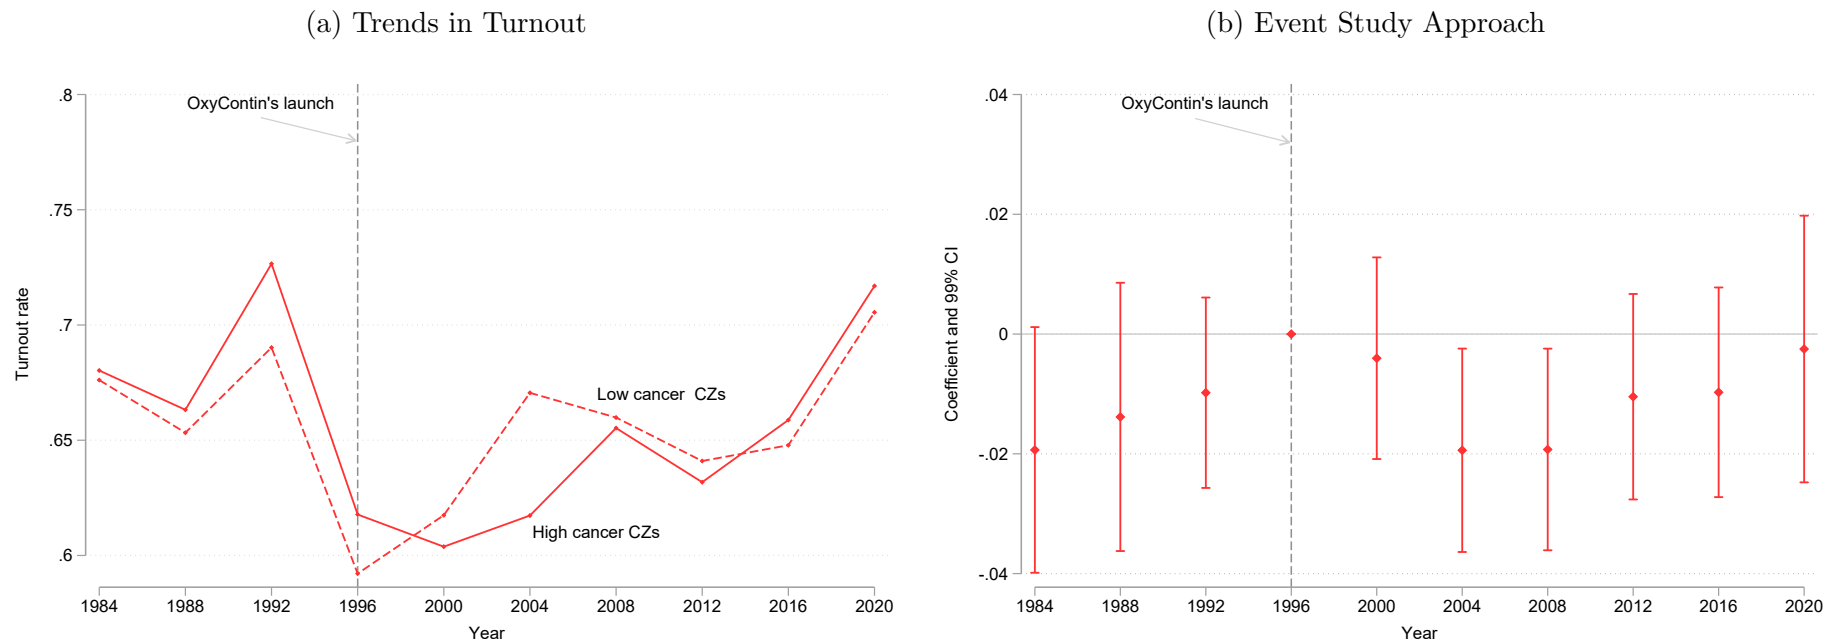 (a) Trends in Turnout
.8
.75
.7
.65
.6
Turnout rate
OxyContin's launch
Low cancer  CZs
High cancer CZs
1984 1988 1992 1996 2000 2004 2008 2012 2016 2020
Year
(b) Event Study Approach
.04
.02
0
-.02
-.04
Coefficient and 99% CI
OxyContin's launch
1984 1988 1992 1996 2000 2004 2008 2012 2016 2020
Year